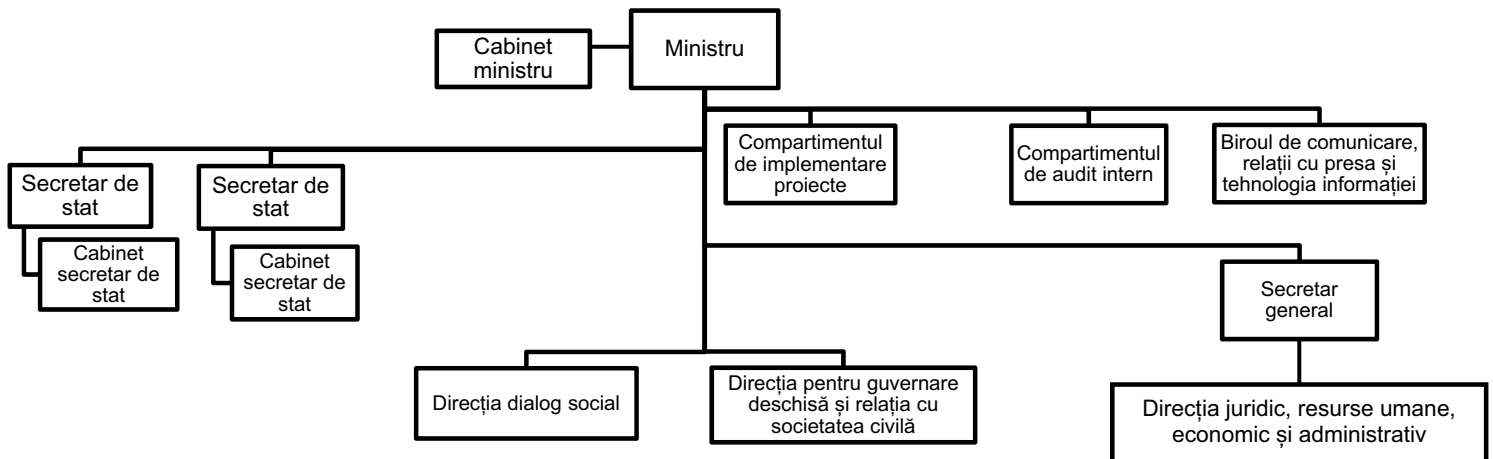 Cabinet
ministru
Ministru
Compartimentul
de implementare
proiecte
Compartimentul
de audit intern
Biroul de comunicare,
relații cu presa și
tehnologia informației
Secretar de
stat
Secretar de
stat
Cabinet
secretar de
stat
Cabinet
secretar de
stat
Secretar
general
Direcția dialog social
Direcția pentru guvernare
deschisă și relația cu
societatea civilă
Direcția juridic, resurse umane,
economic și administrativ